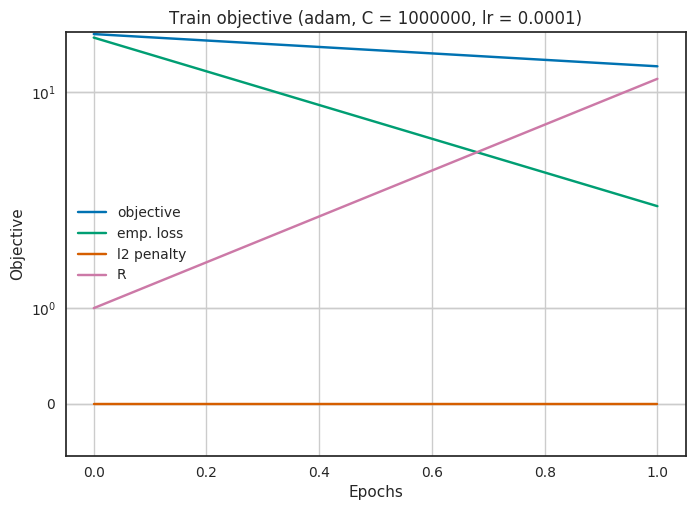 Train objective (adam, C = 1000000, lr = 0.0001)
Objective
10^1
10^0
0
objective
emp. loss
l2 penalty
R
0.0 0.2 0.4 0.6 0.8 1.0
Epochs